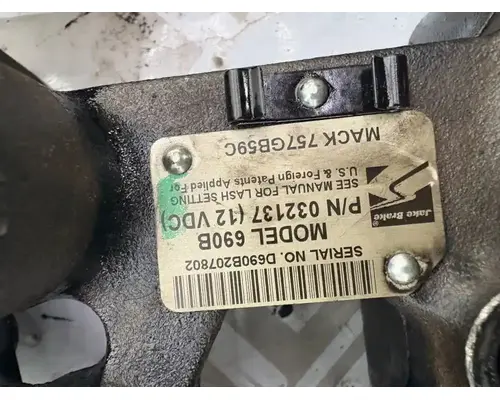 SERIAL NO. D690B207802
MODEL 690B
P/N 032137 (12 VDC)
SEE MANUAL FOR LASH SETTING
U.S. & Foreign Patents Applied For
Jake Brake
MACK 757GB59C